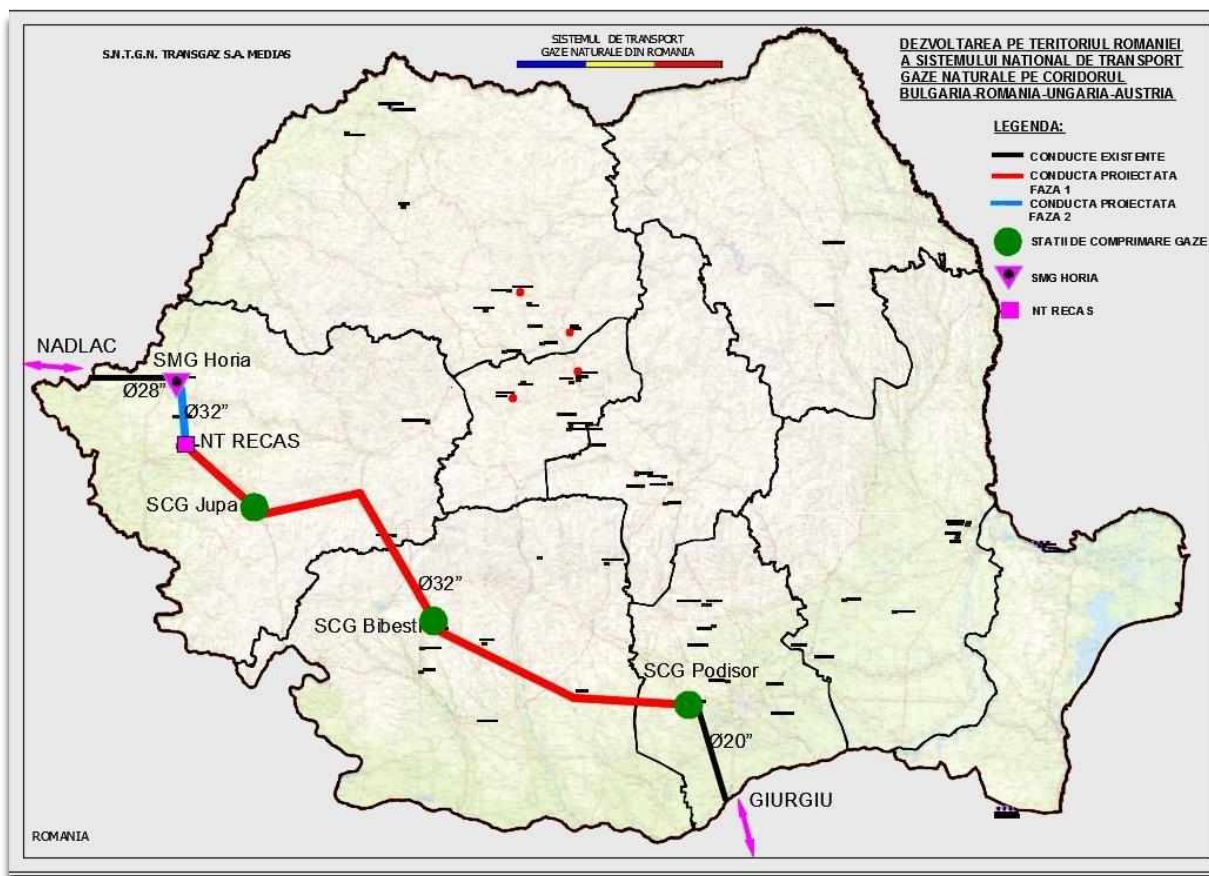 S.N.T.G.N. TRANSGAZ S.A. MEDIAS
SISTEMUL DE TRANSPORT
GAZE NATURALE DIN ROMANIA
DEZVOLTAREA PE TERITORIUL ROMANIEI
A SISTEMULUI NATIONAL DE TRANSPORT
GAZE NATURALE PE CORIDORUL
BULGARIA-ROMANIA-UNGARIA-AUSTRIA
LEGENDA:
CONDUCTE EXISTENTE
CONDUCTA PROIECTATA
FAZA 1
CONDUCTA PROIECTATA
FAZA 2
STATII DE COMPRIMARE GAZE
SMG HORIA
NT RECAS
NADLAC
SMG Horia
Ø28”
Ø32”
NT RECAS
SCG Jupa
Ø32”
SCG Bibesti
SCG Podisor
Ø20”
GIURGIU
ROMANIA